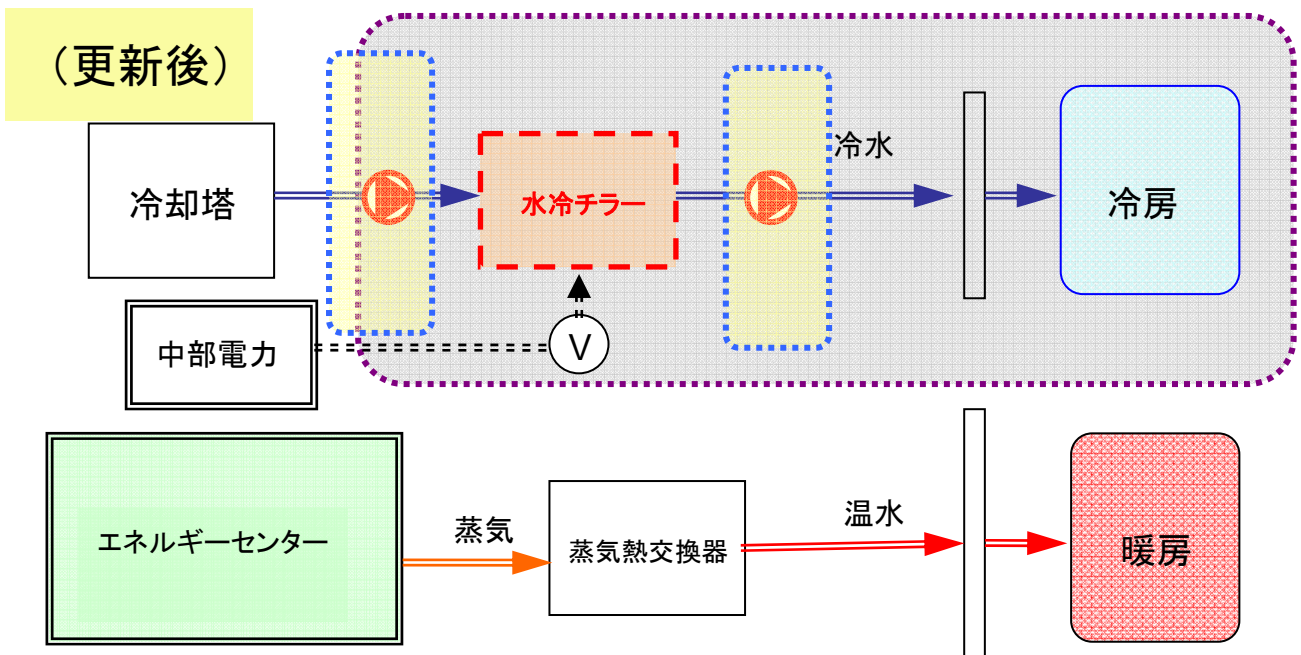 （更新後）
冷却塔
水冷チラー
冷水
冷房
中部電力
V
エネルギーセンター
蒸気
蒸気熱交換器
温水
暖房